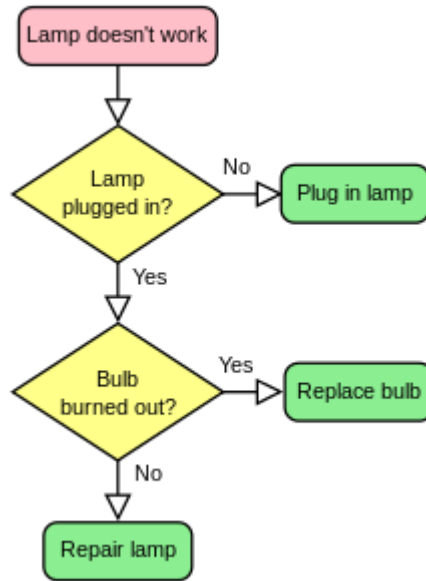 Lamp doesn't work
Lamp
plugged in?
No
Plug in lamp
Yes
Bulb
burned out?
Yes
Replace bulb
No
Repair lamp